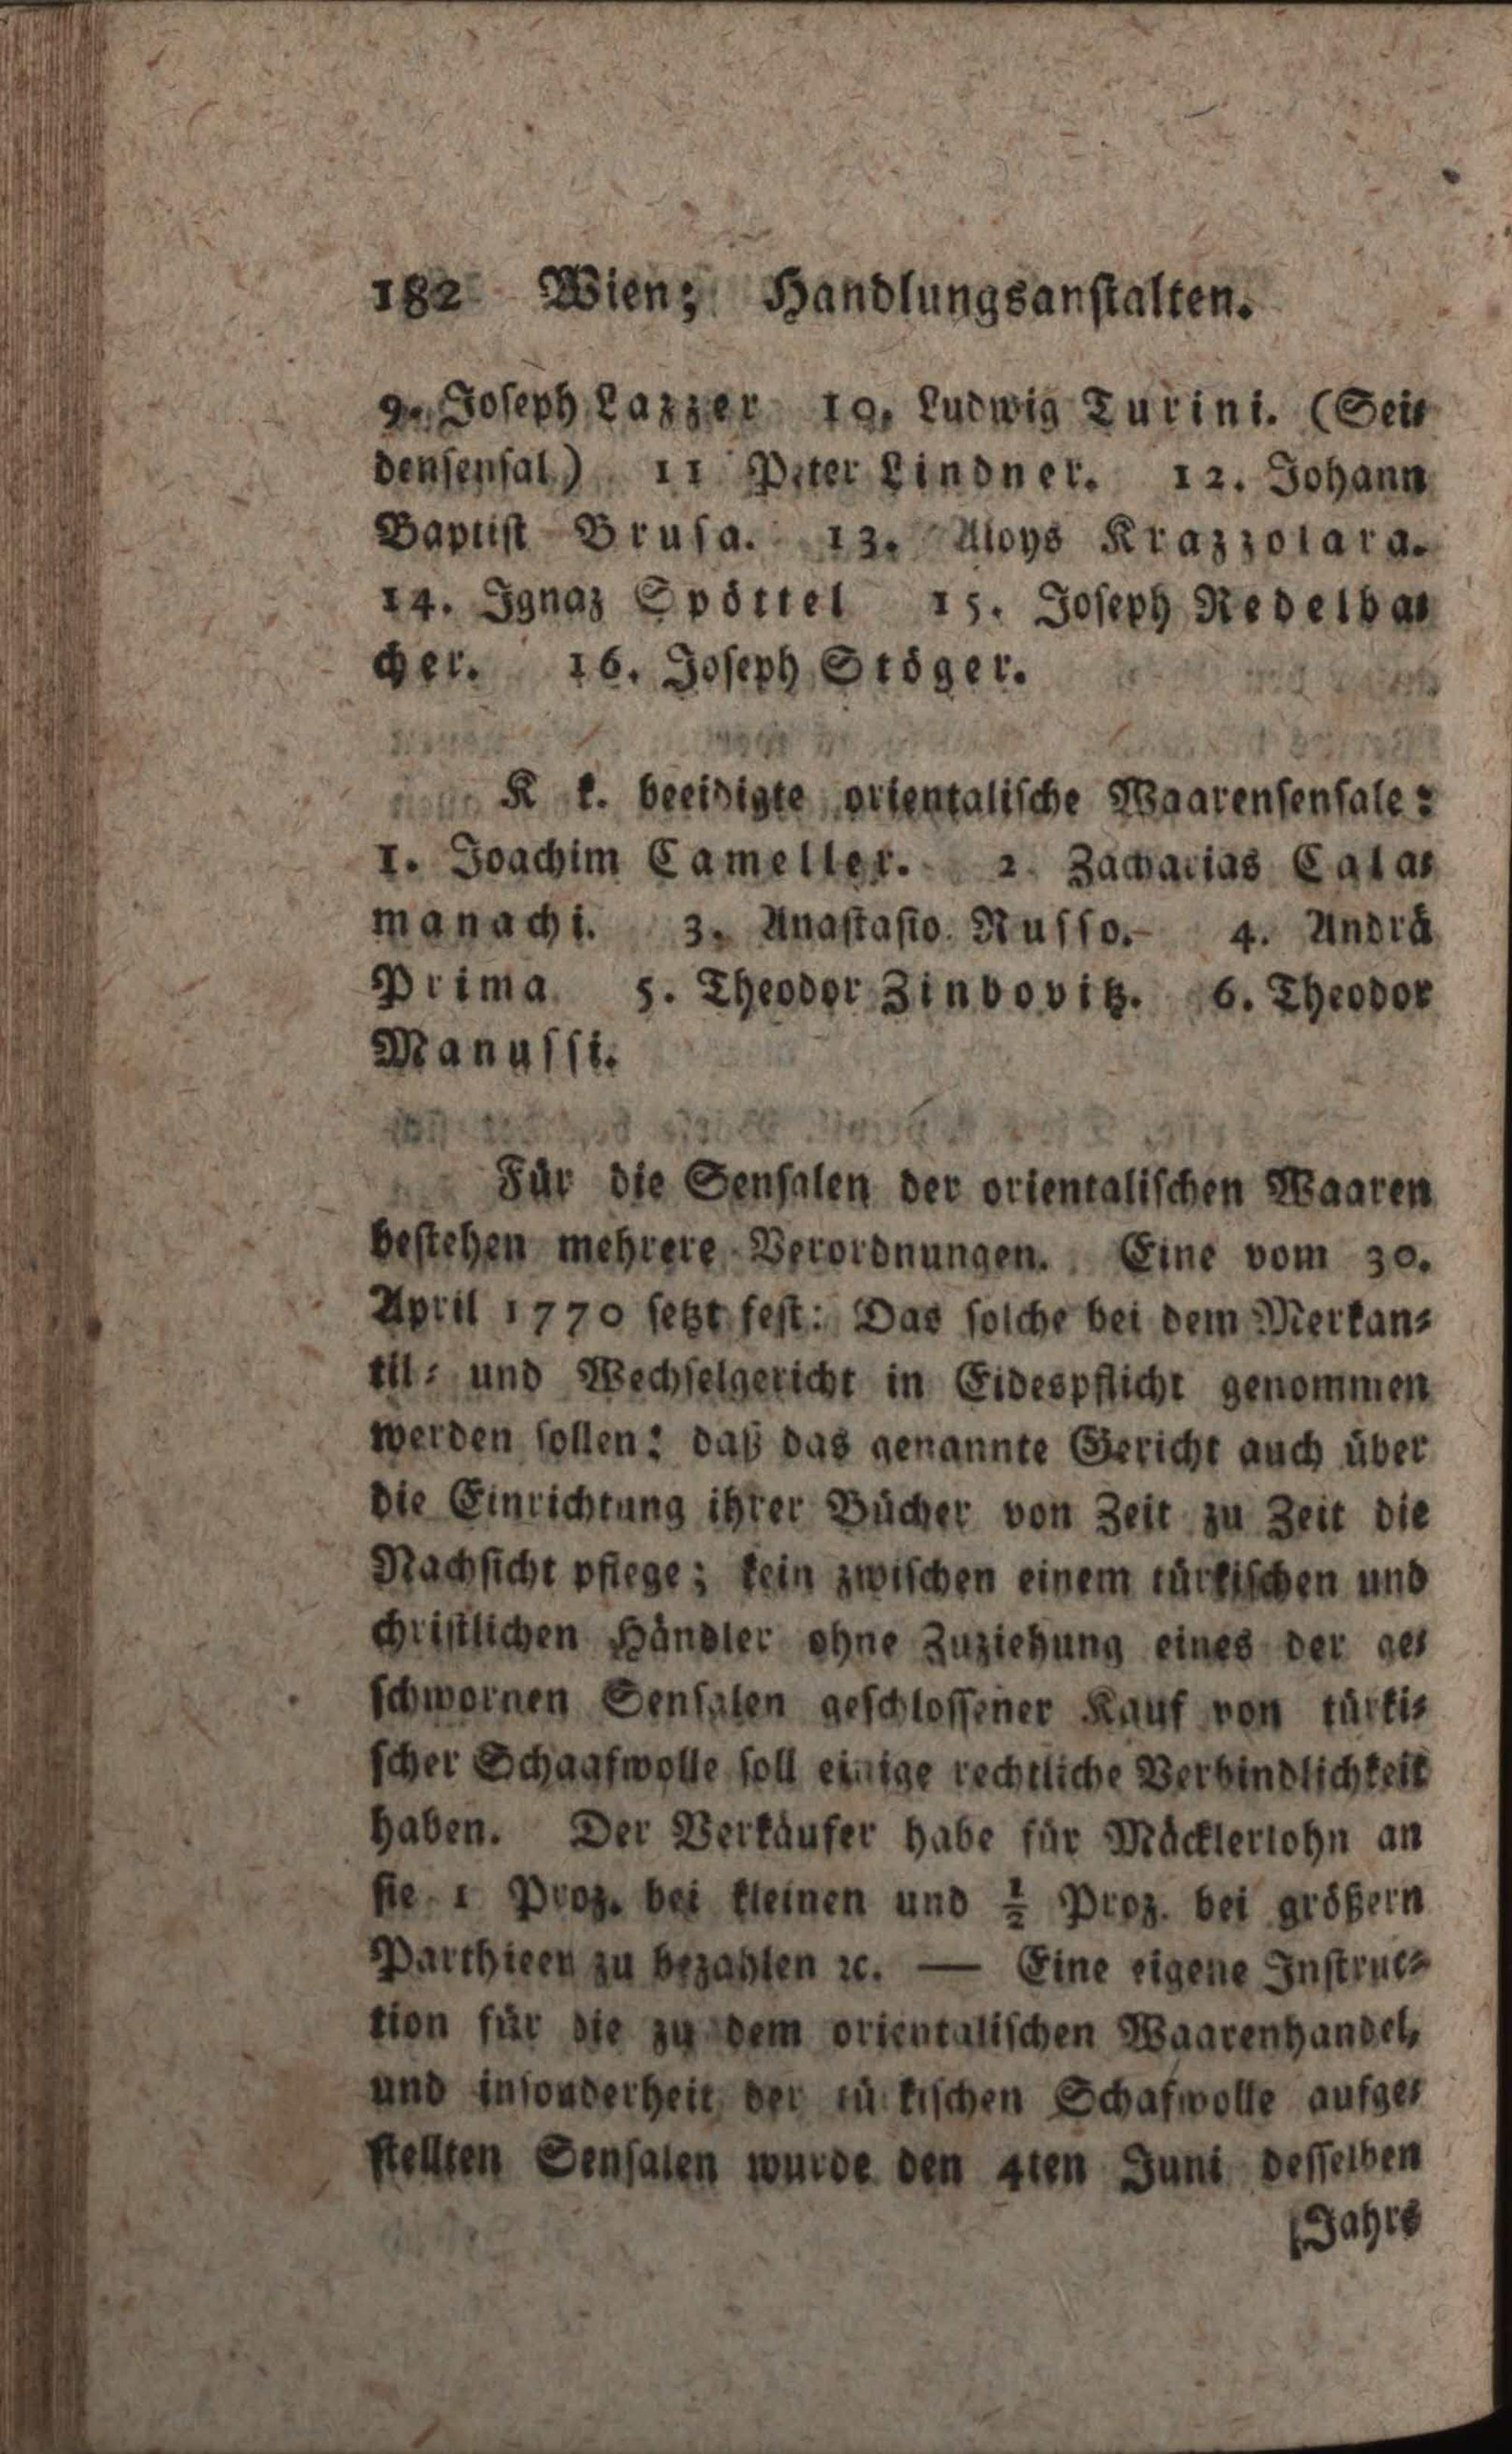 182 Wien; Handlungsanstalten.
9. Joseph Lazzer 10. Ludwig Turini. (Sei-
densensal.) 11 Peter Lindner. 12. Johann
Baptist Brusa. 13. Aloys Krazzolara.
14. Ignaz Spöttel 15. Joseph Redelba-
cher. 16. Joseph Stöger.
K k. beeidigte orientalische Waarensensale:
1. Joachim Cameller. 2. Zacharias Cala-
manachi. 3. Anastasio Russo. 4. Andrä
Prima 5. Theodor Zindovitz. 6. Theodor
Manussi.
Für die Sensalen der orientalischen Waaren
bestehen mehrere Verordnungen. Eine vom 30.
April 1770 setzt fest: Das solche bei dem Merkan-
til- und Wechselgericht in Eidespflicht genommen
werden sollen: daß das genannte Gericht auch über
die Einrichtung ihrer Bücher von Zeit zu Zeit die
Nachsicht pflege; kein zwischen einem türkischen und
christlichen Händler ohne Zuziehung eines der ge-
schwornen Sensalen geschlossener Kauf von türki-
scher Schaafwolle soll einige rechtliche Verbindlichkeit
haben. Der Verkäufer habe für Mäcklerlohn an
sie 1 Proz. bei kleinen und ½ Proz. bei größern
Parthieen zu bezahlen ꝛc. — Eine eigene Instruc-
tion für die zu dem orientalischen Waarenhandel,
und insonderheit der türkischen Schafwolle aufge-
stellten Sensalen wurde den 4ten Juni desselben
Jahrs